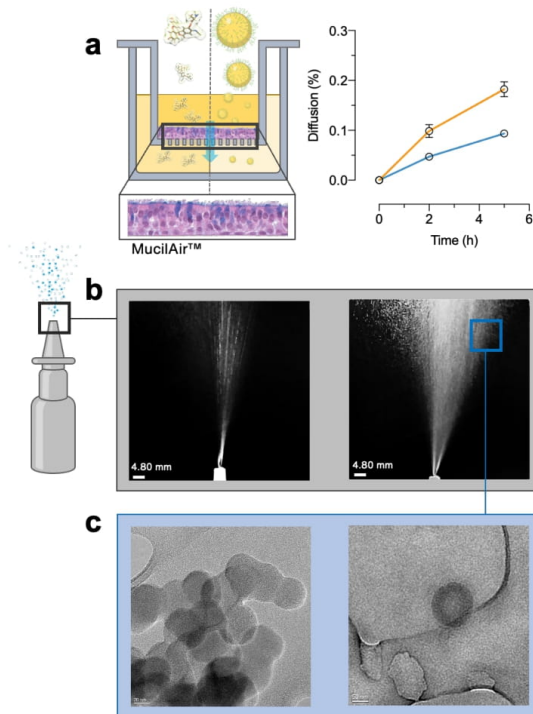 a
0.3
0.2
0.1
0.0
Diffusion (%)
0
2
4
6
Time (h)
MucilAir™
b
4.80 mm
4.80 mm
c